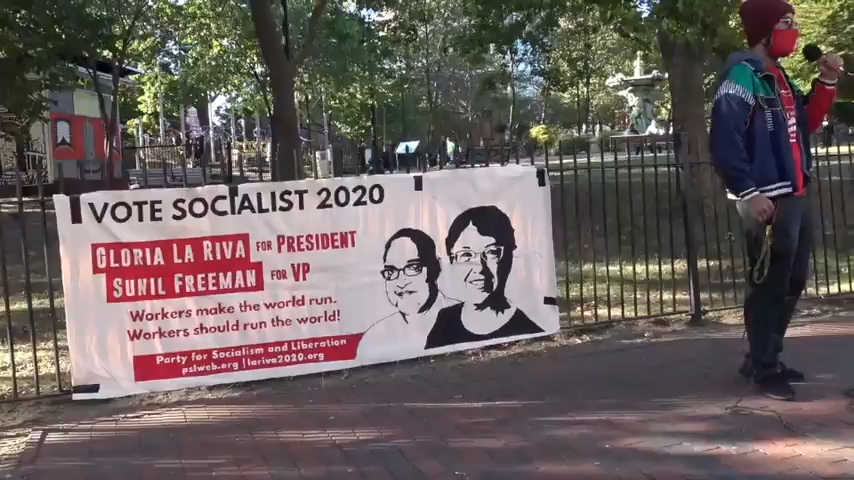 VOTE SOCIALIST 2020
GLORIA LA RIVA FOR PRESIDENT
SUNIL FREEMAN FOR VP
Workers make the world run.
Workers should run the world!
Party for Socialism and Liberation
pslweb.org | lariva2020.org